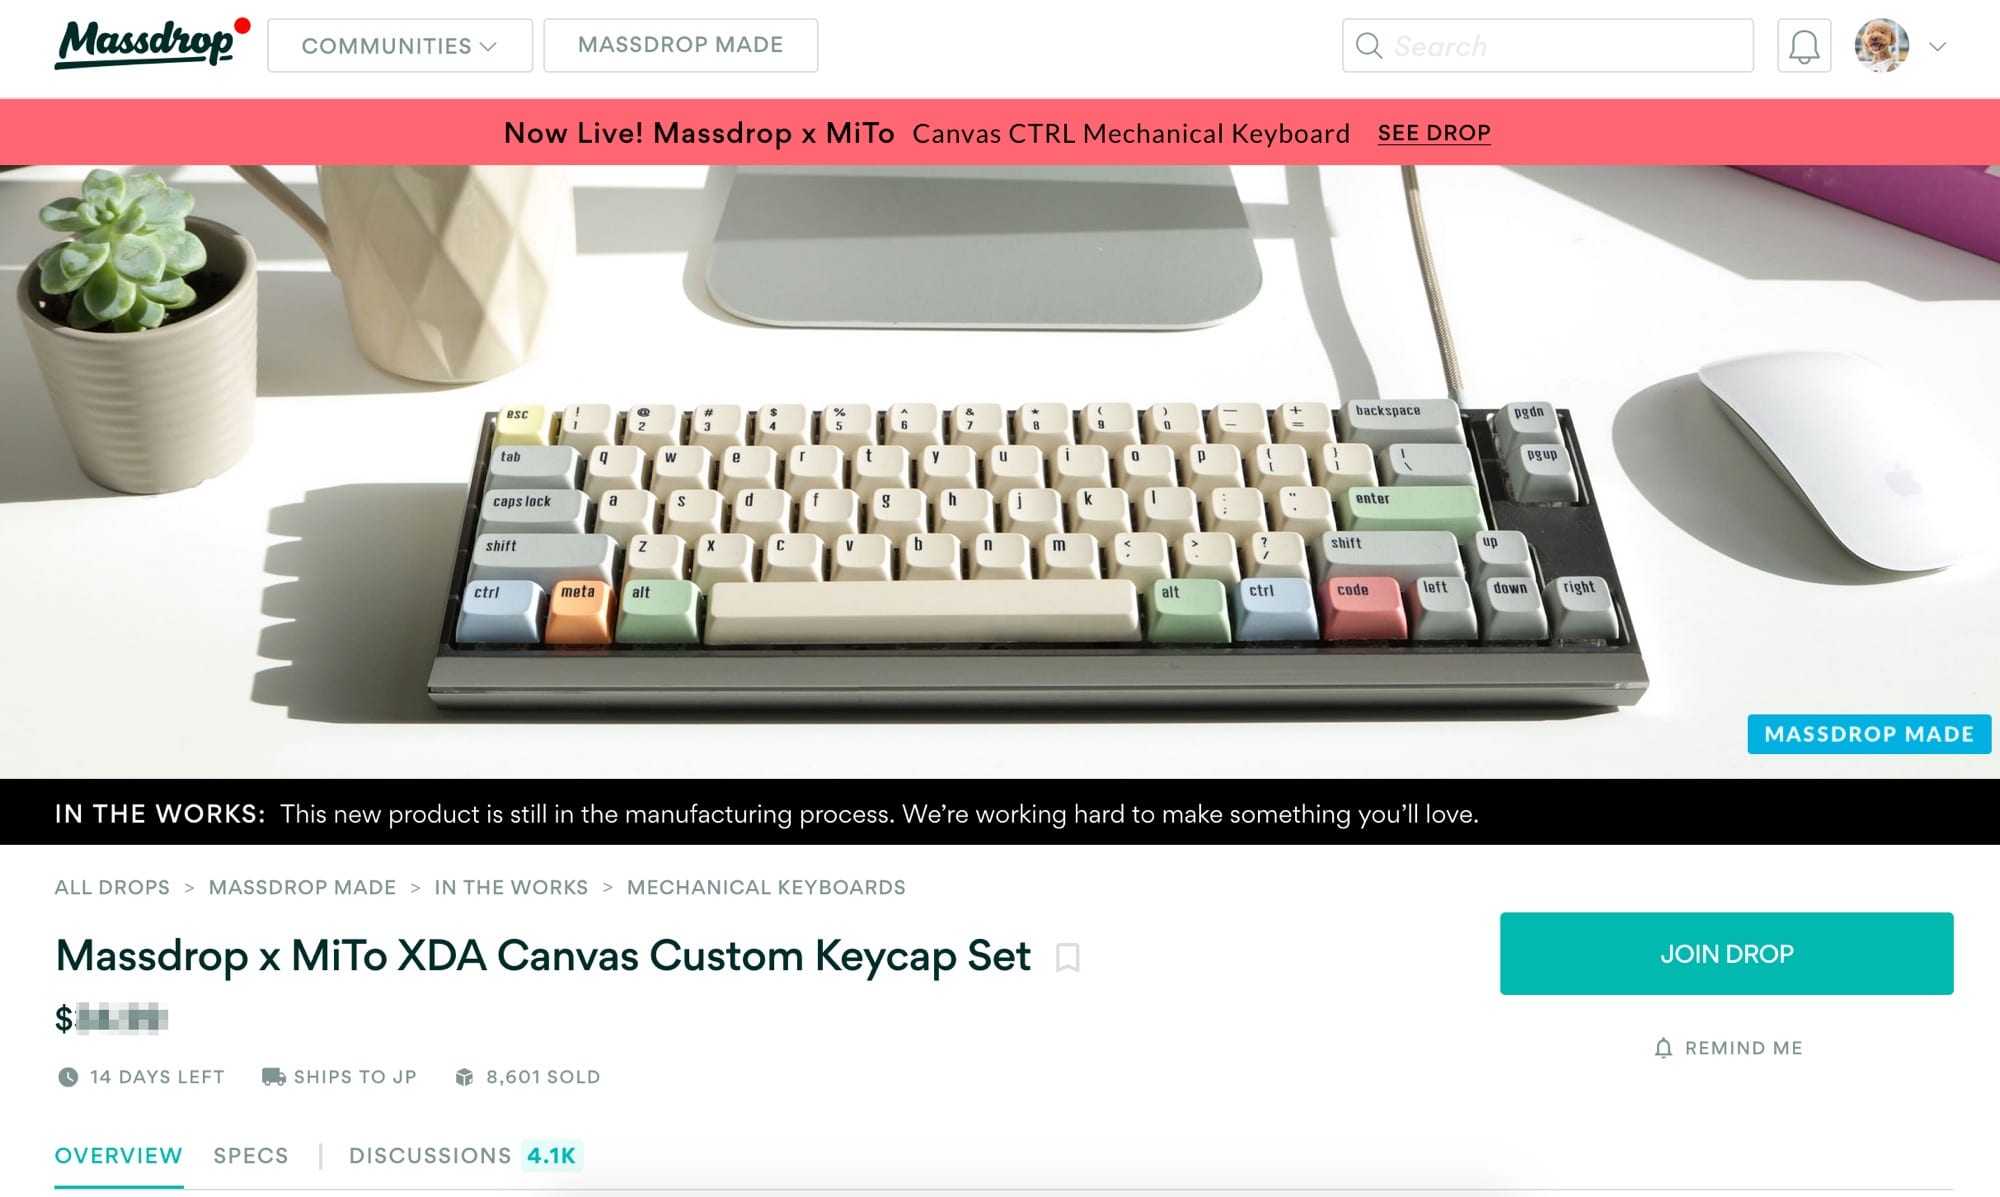 Massdrop
COMMUNITIES
MASSDROP MADE
Search
Now Live! Massdrop x MiTo Canvas CTRL Mechanical Keyboard SEE DROP
esc ! 1 @ 2 # 3 $ 4 % 5 ^ 6 & 7 * 8 ( 9 ) 0 — – + = backspace pgdn
tab q w e r t y u i o p { [ } ] | \ pgup
caps lock a s d f g h j k l : ; " ' enter
shift z x c v b n m < , > . ? / shift up
ctrl meta alt alt ctrl code left down right
MASSDROP MADE
IN THE WORKS: This new product is still in the manufacturing process. We're working hard to make something you'll love.
ALL DROPS > MASSDROP MADE > IN THE WORKS > MECHANICAL KEYBOARDS
Massdrop x MiTo XDA Canvas Custom Keycap Set
JOIN DROP
$
REMIND ME
14 DAYS LEFT SHIPS TO JP 8,601 SOLD
OVERVIEW SPECS | DISCUSSIONS 4.1K